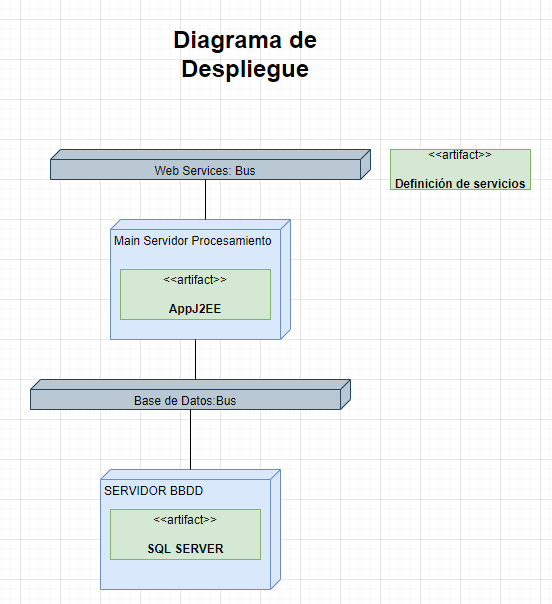 Diagrama de
Despliegue
Web Services: Bus
<<artifact>>
Definición de servicios
Main Servidor Procesamiento
<<artifact>>
AppJ2EE
Base de Datos:Bus
SERVIDOR BBDD
<<artifact>>
SQL SERVER